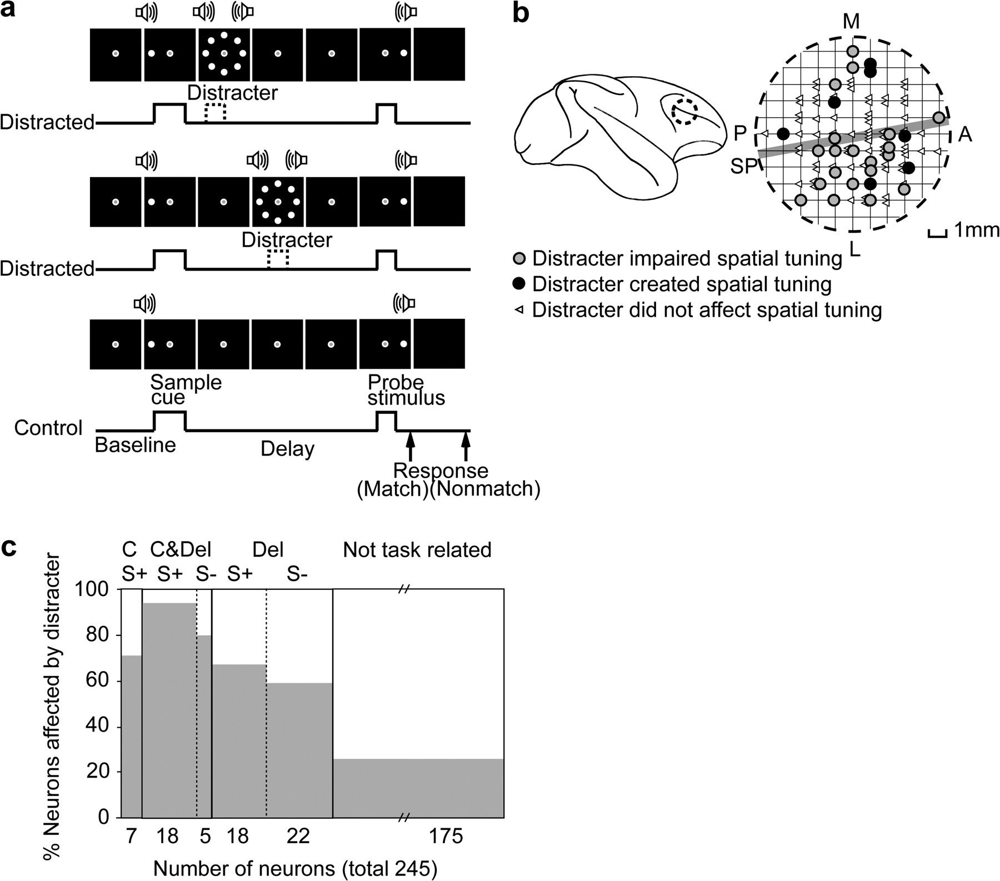 a
Distracter
Distracted
Distracter
Distracted
Sample
cue
Probe
stimulus
Control
Baseline
Delay
Response
(Match)(Nonmatch)
b
M
P
A
SP
L
1mm
Distracter impaired spatial tuning
Distracter created spatial tuning
Distracter did not affect spatial tuning
c
C C&Del Del Not task related
S+ S+ S- S+ S-
% Neurons affected by distracter
100
80
60
40
20
0
7 18 5 18 22 175
Number of neurons (total 245)